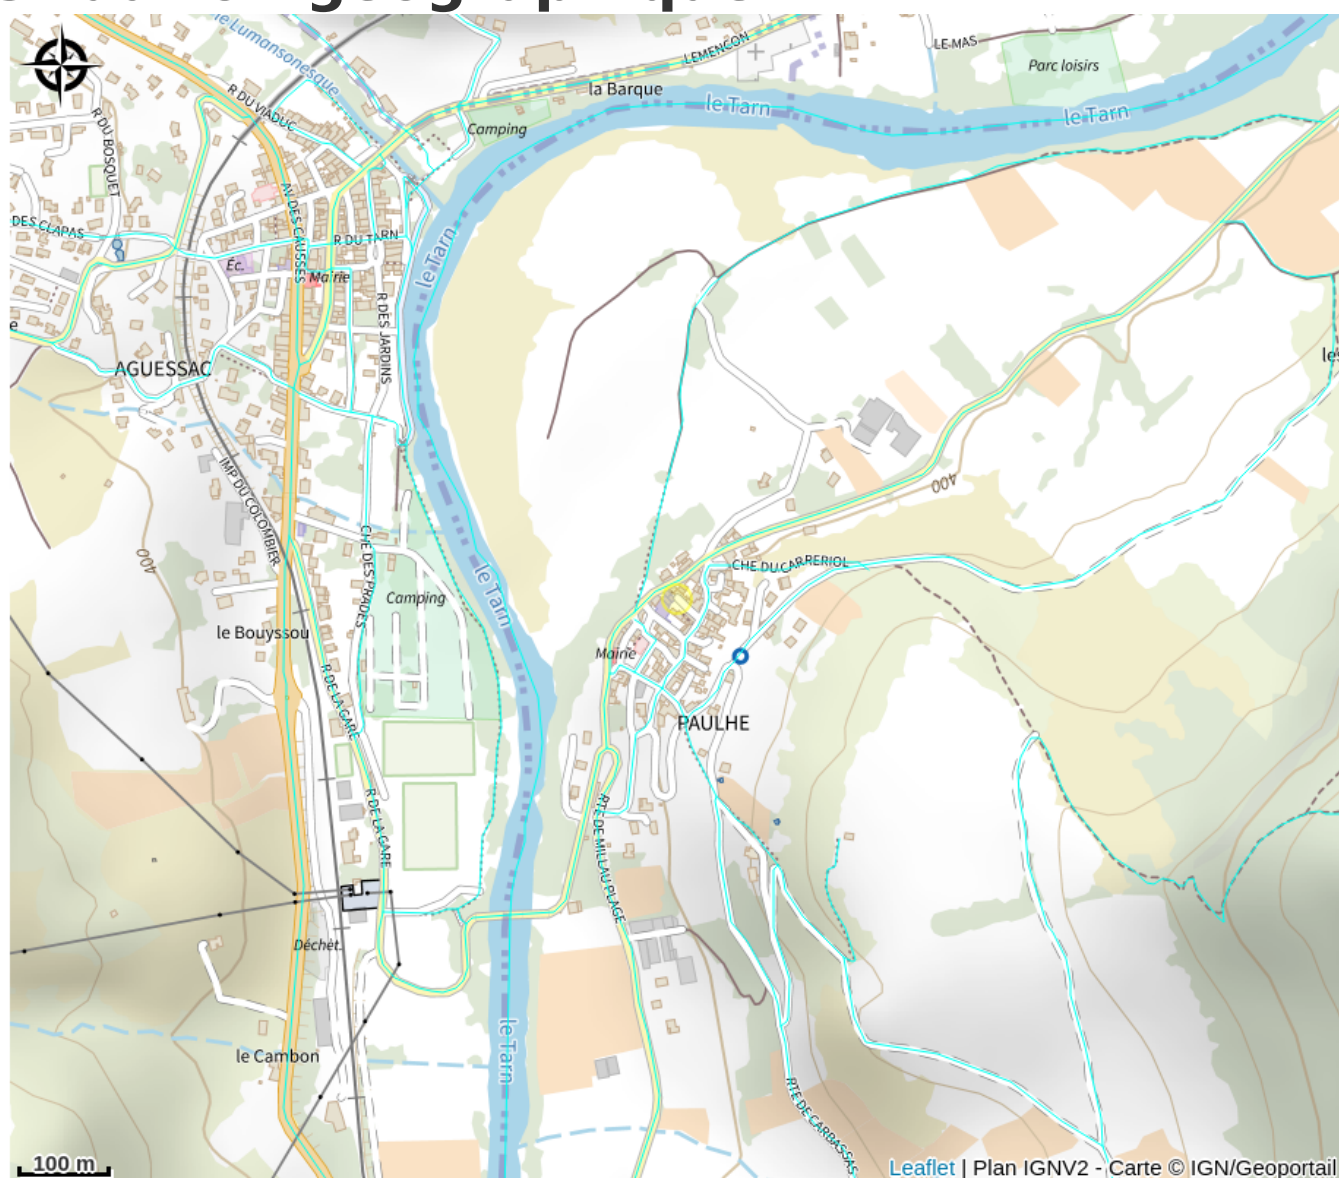 le Lumansonesque
R DU VIADUC
R DU BOSQUET
LEMENCON
LE MAS
Parc loisirs
la Barque
le Tarn
le Tarn
Camping
AV DES CAUSSES
DES CLAPAS
R DU TARN
le Tarn
Éc.
Mairie
R DES JARDINS
e
les
AGUESSAC
IMP DU COLOMBIER
400
400
CHE DES PRADES
CHE DU CARRERIOL
le Tarn
Camping
le Bouyssou
Mairie
R DE LA GARE
PAULHE
R DE LA GARE
RTE DE MILLAU PLAGE
Déchèt.
le Cambon
le Tarn
RTE DE CARBASSAS
100 m
Leaflet | Plan IGNV2 - Carte © IGN/Geoportail